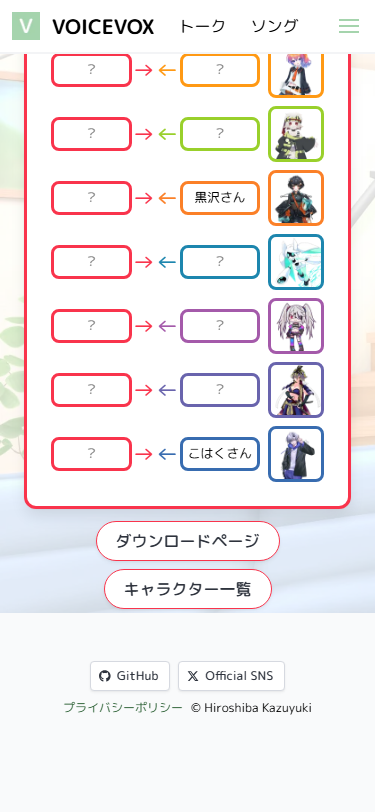 V VOICEVOX トーク ソング
? → ← ?
? → ← ?
? → ← 黒沢さん
? → ← ?
? → ← ?
? → ← ?
? → ← こはくさん
ダウンロードページ
キャラクター一覧
GitHub Official SNS
プライバシーポリシー © Hiroshiba Kazuyuki